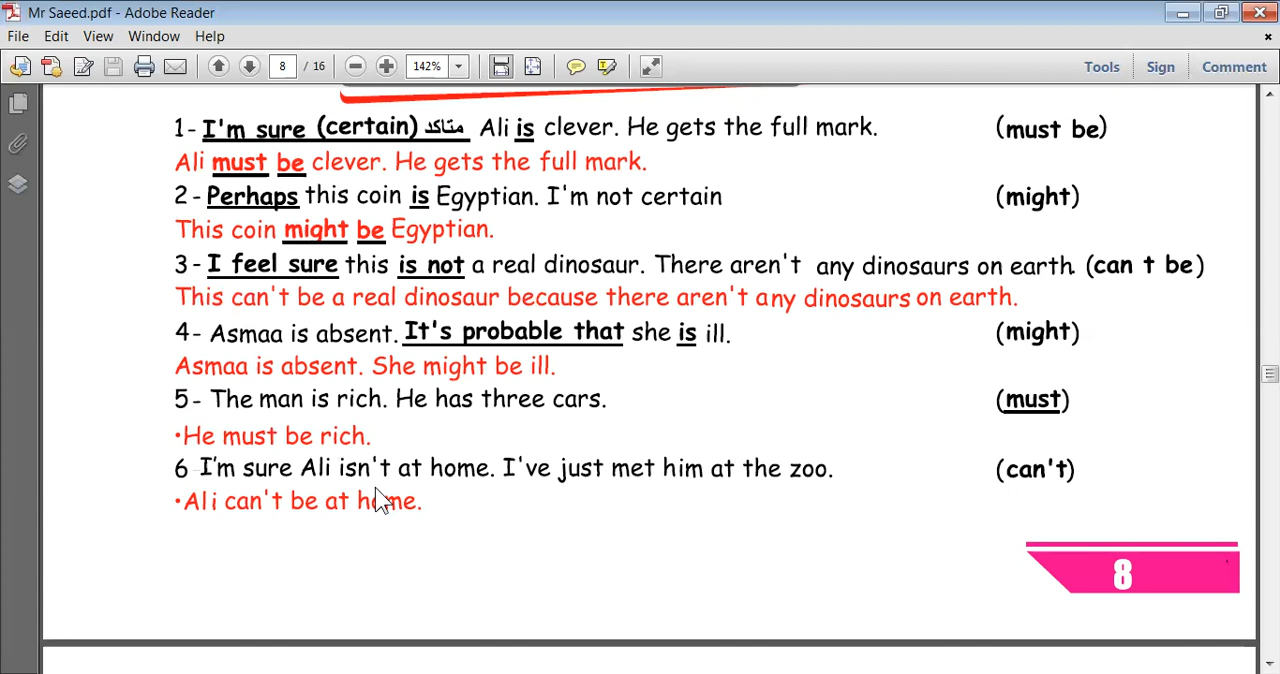 Mr Saeed.pdf - Adobe Reader
File Edit View Window Help
8 / 16 142% Tools Sign Comment
1- I'm sure (certain) متاكد Ali is clever. He gets the full mark. (must be)
Ali must be clever. He gets the full mark.
2- Perhaps this coin is Egyptian. I'm not certain (might)
This coin might be Egyptian.
3- I feel sure this is not a real dinosaur. There aren't any dinosaurs on earth. (can t be)
This can't be a real dinosaur because there aren't any dinosaurs on earth.
4- Asmaa is absent. It's probable that she is ill. (might)
Asmaa is absent. She might be ill.
5- The man is rich. He has three cars. (must)
•He must be rich.
6 I'm sure Ali isn't at home. I've just met him at the zoo. (can't)
•Ali can't be at home.
8